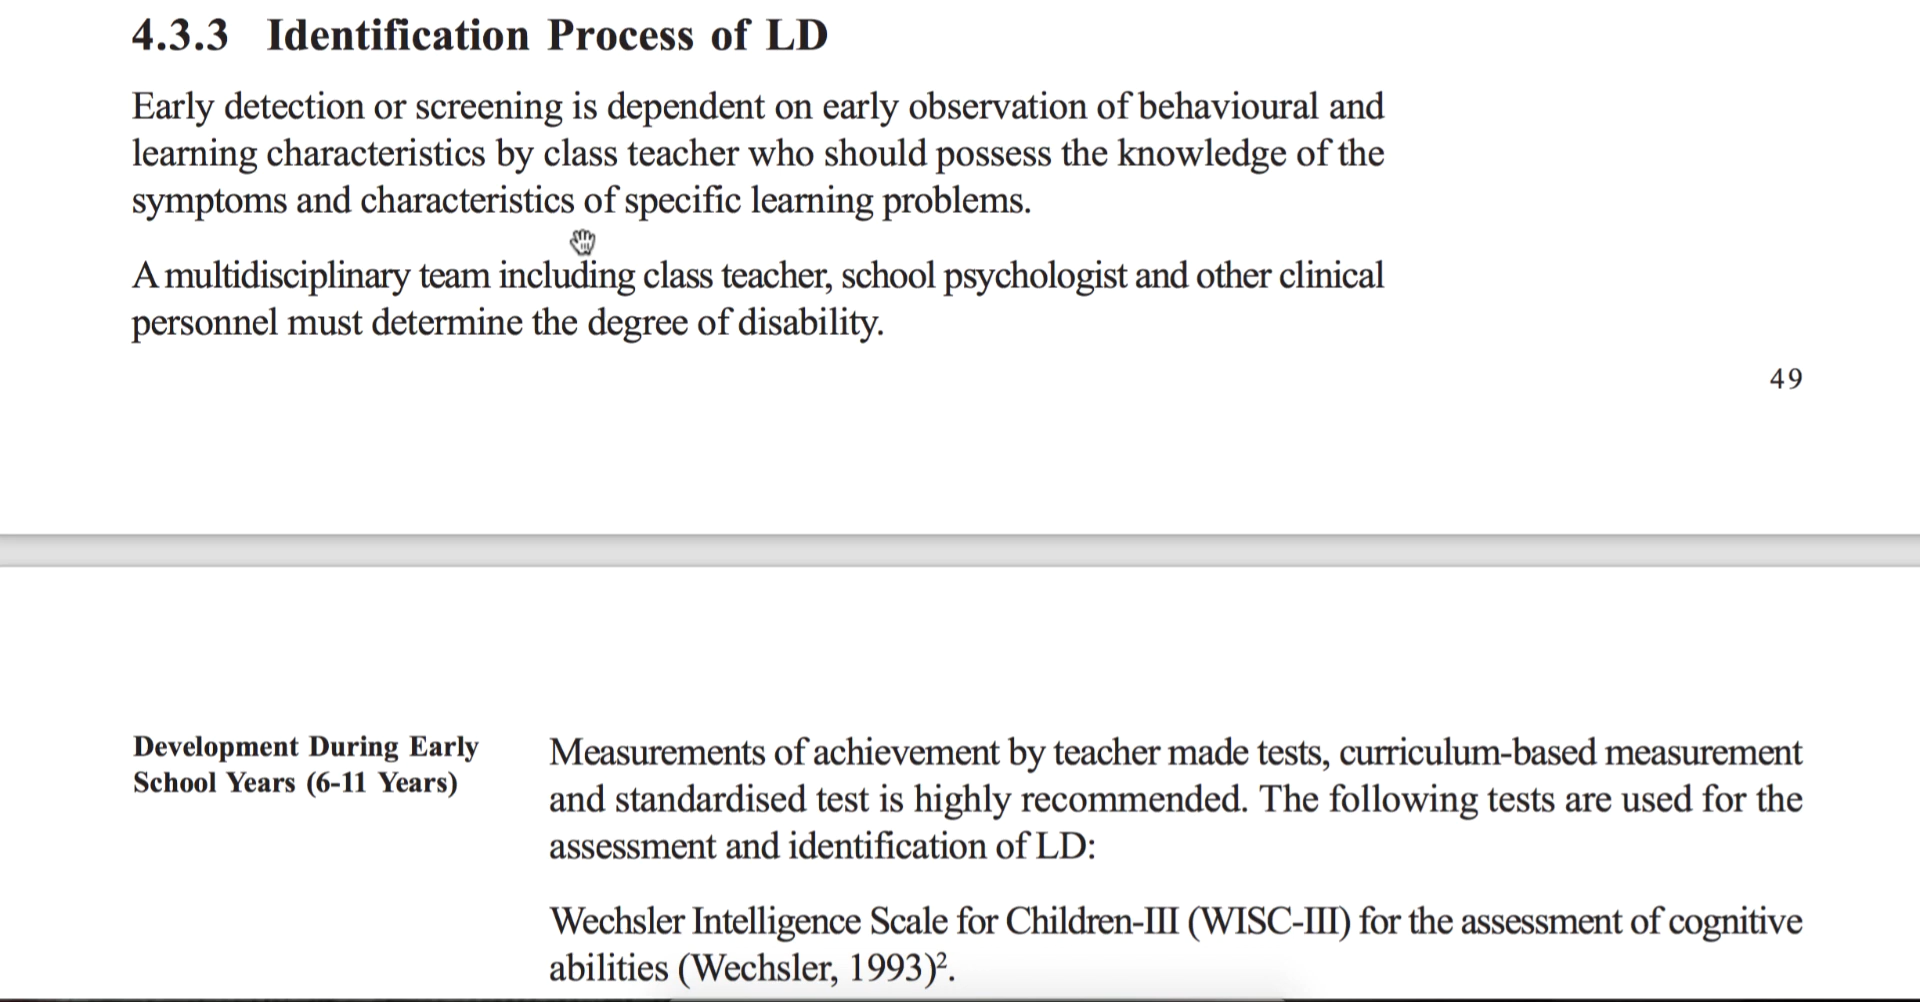 4.3.3 Identification Process of LD
Early detection or screening is dependent on early observation of behavioural and
learning characteristics by class teacher who should possess the knowledge of the
symptoms and characteristics of specific learning problems.
A multidisciplinary team including class teacher, school psychologist and other clinical
personnel must determine the degree of disability.
49
Development During Early
School Years (6-11 Years)
Measurements of achievement by teacher made tests, curriculum-based measurement
and standardised test is highly recommended. The following tests are used for the
assessment and identification of LD:
Wechsler Intelligence Scale for Children-III (WISC-III) for the assessment of cognitive
abilities (Wechsler, 1993)².